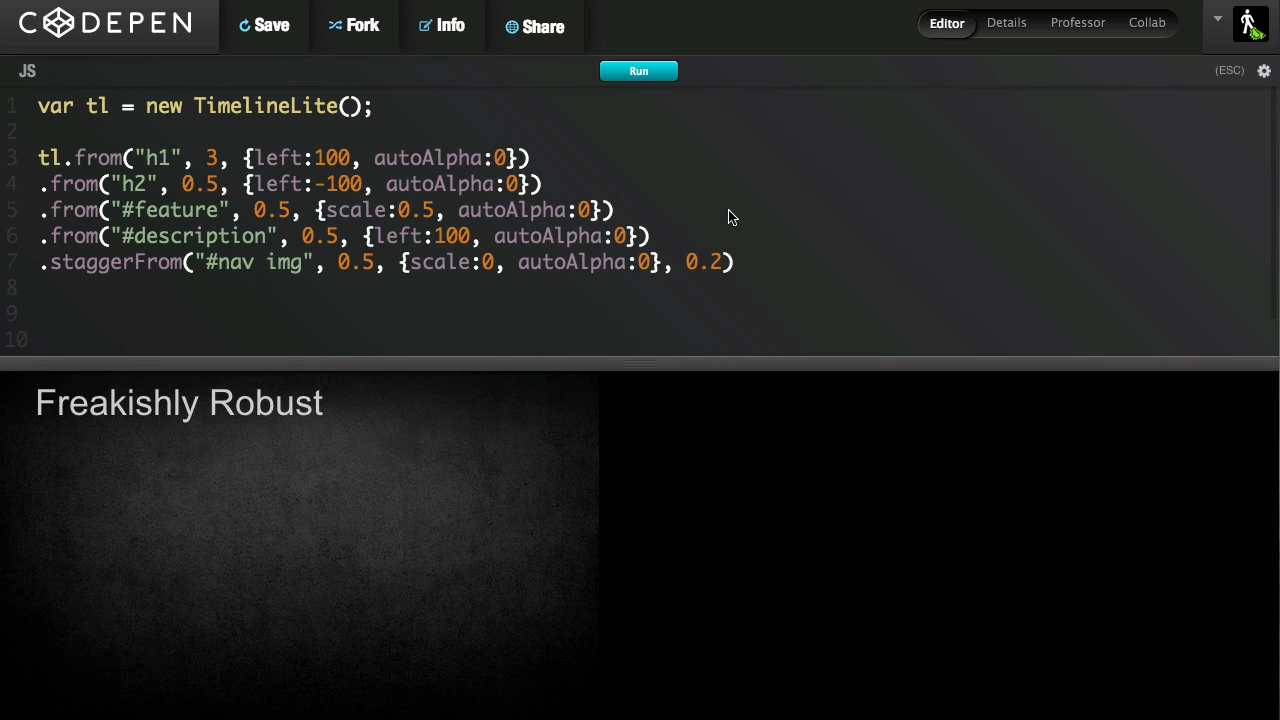 CODEPEN Save Fork Info Share Editor Details Professor Collab
JS Run (ESC)
1 var tl = new TimelineLite();
2
3 tl.from("h1", 3, {left:100, autoAlpha:0})
4 .from("h2", 0.5, {left:-100, autoAlpha:0})
5 .from("#feature", 0.5, {scale:0.5, autoAlpha:0})
6 .from("#description", 0.5, {left:100, autoAlpha:0})
7 .staggerFrom("#nav img", 0.5, {scale:0, autoAlpha:0}, 0.2)
8
9
10
Freakishly Robust